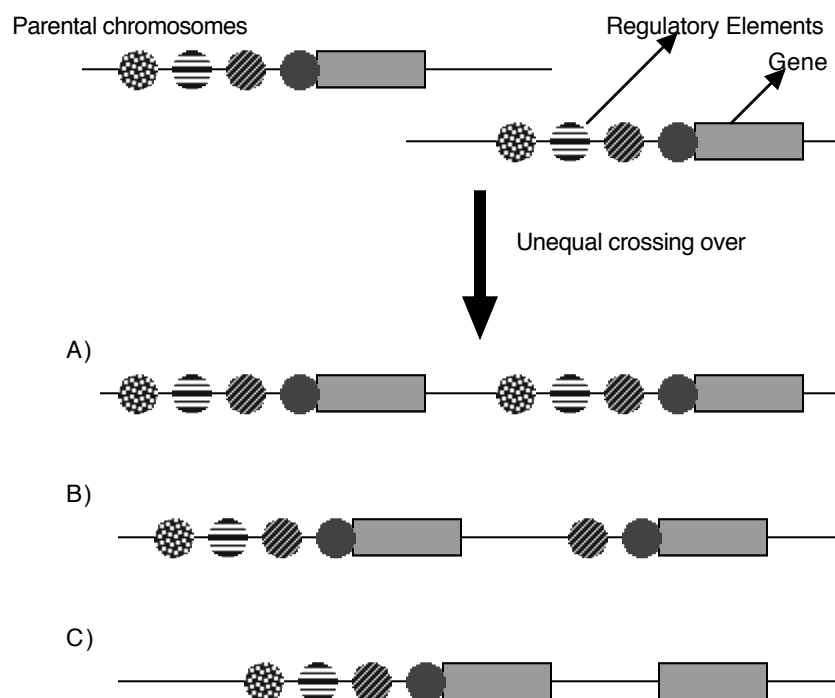 Parental chromosomes
Regulatory Elements
Gene
Unequal crossing over
A)
B)
C)